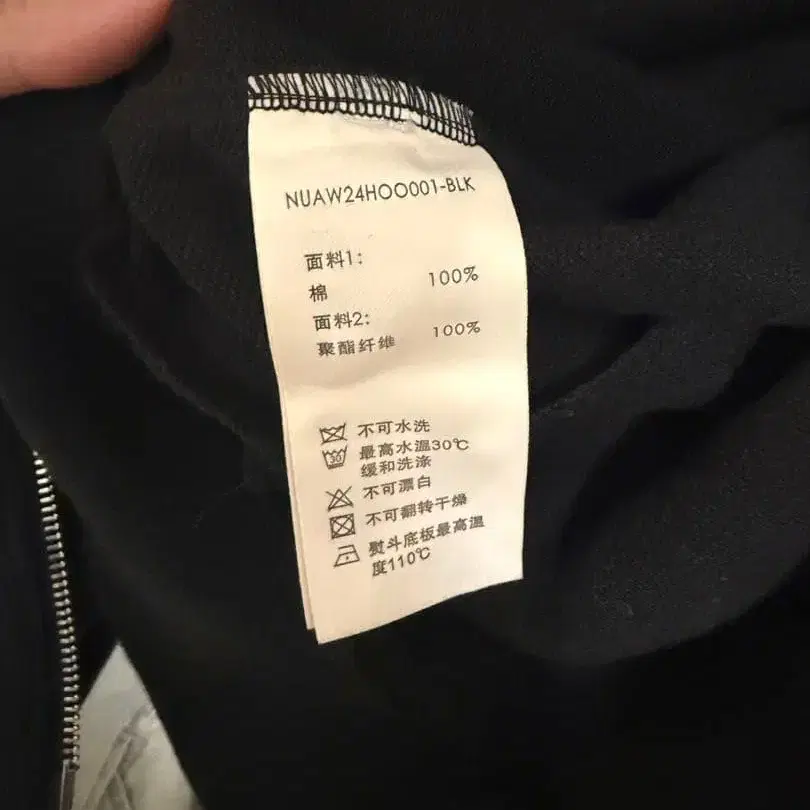 NUAW24HOO001-BLK
面料1:
棉 100%
面料2:
聚酯纤维 100%
不可水洗
30 最高水温30℃
缓和洗涤
不可漂白
不可翻转干燥
熨斗底板最高温
度110℃